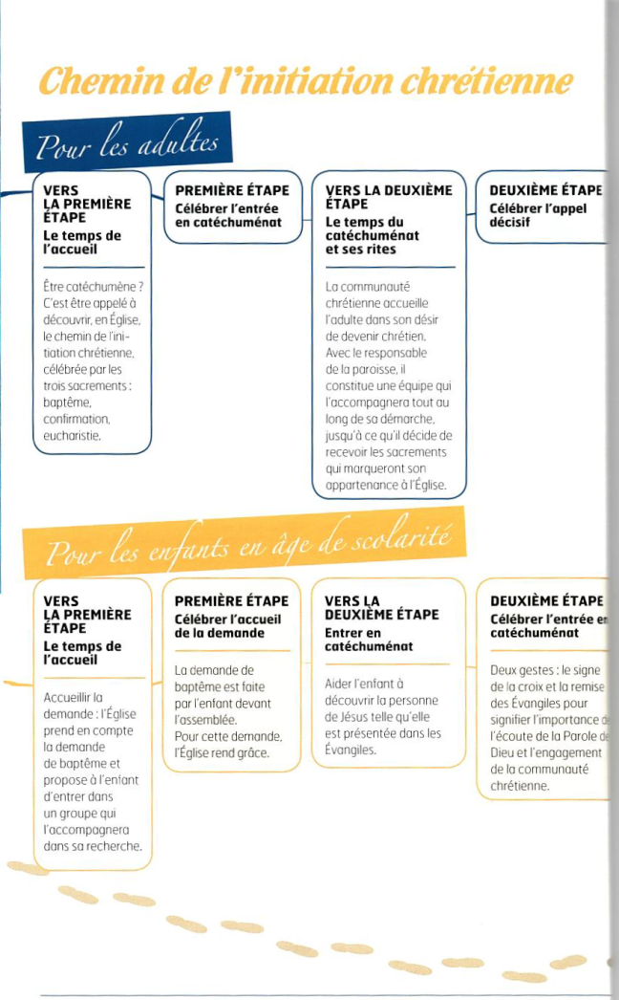 Chemin de l'initiation chrétienne
Pour les adultes
VERS
LA PREMIÈRE
ÉTAPE
Le temps de
l'accueil
Être catéchumène ?
C'est être appelé à
découvrir, en Église,
le chemin de l'ini-
tiation chrétienne,
célébrée par les
trois sacrements :
baptême,
confirmation,
eucharistie.
PREMIÈRE ÉTAPE
Célébrer l'entrée
en catéchuménat
VERS LA DEUXIÈME
ÉTAPE
Le temps du
catéchuménat
et ses rites
La communauté
chrétienne accueille
l'adulte dans son désir
de devenir chrétien.
Avec le responsable
de la paroisse, il
constitue une équipe qui
l'accompagnera tout au
long de sa démarche,
jusqu'à ce qu'il décide de
recevoir les sacrements
qui marqueront son
appartenance à l'Église.
DEUXIÈME ÉTAPE
Célébrer l'appel
décisif
Pour les enfants en âge de scolarité
VERS
LA PREMIÈRE
ÉTAPE
Le temps de
l'accueil
Accueillir la
demande : l'Église
prend en compte
la demande
de baptême et
propose à l'enfant
d'entrer dans
un groupe qui
l'accompagnera
dans sa recherche.
PREMIÈRE ÉTAPE
Célébrer l'accueil
de la demande
La demande de
baptême est faite
par l'enfant devant
l'assemblée.
Pour cette demande,
l'Église rend grâce.
VERS LA
DEUXIÈME ÉTAPE
Entrer en
catéchuménat
Aider l'enfant à
découvrir la personne
de Jésus telle qu'elle
est présentée dans les
Évangiles.
DEUXIÈME ÉTAPE
Célébrer l'entrée en
catéchuménat
Deux gestes : le signe
de la croix et la remise
des Évangiles pour
signifier l'importance de
l'écoute de la Parole de
Dieu et l'engagement
de la communauté
chrétienne.